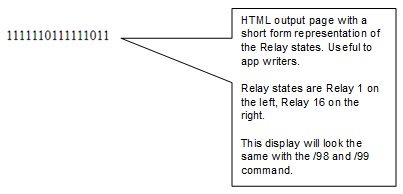 1111110111111011
HTML output page with a
short form representation of
the Relay states. Useful to
app writers.
Relay states are Relay 1 on
the left, Relay 16 on the
right.
This display will look the
same with the /98 and /99
command.